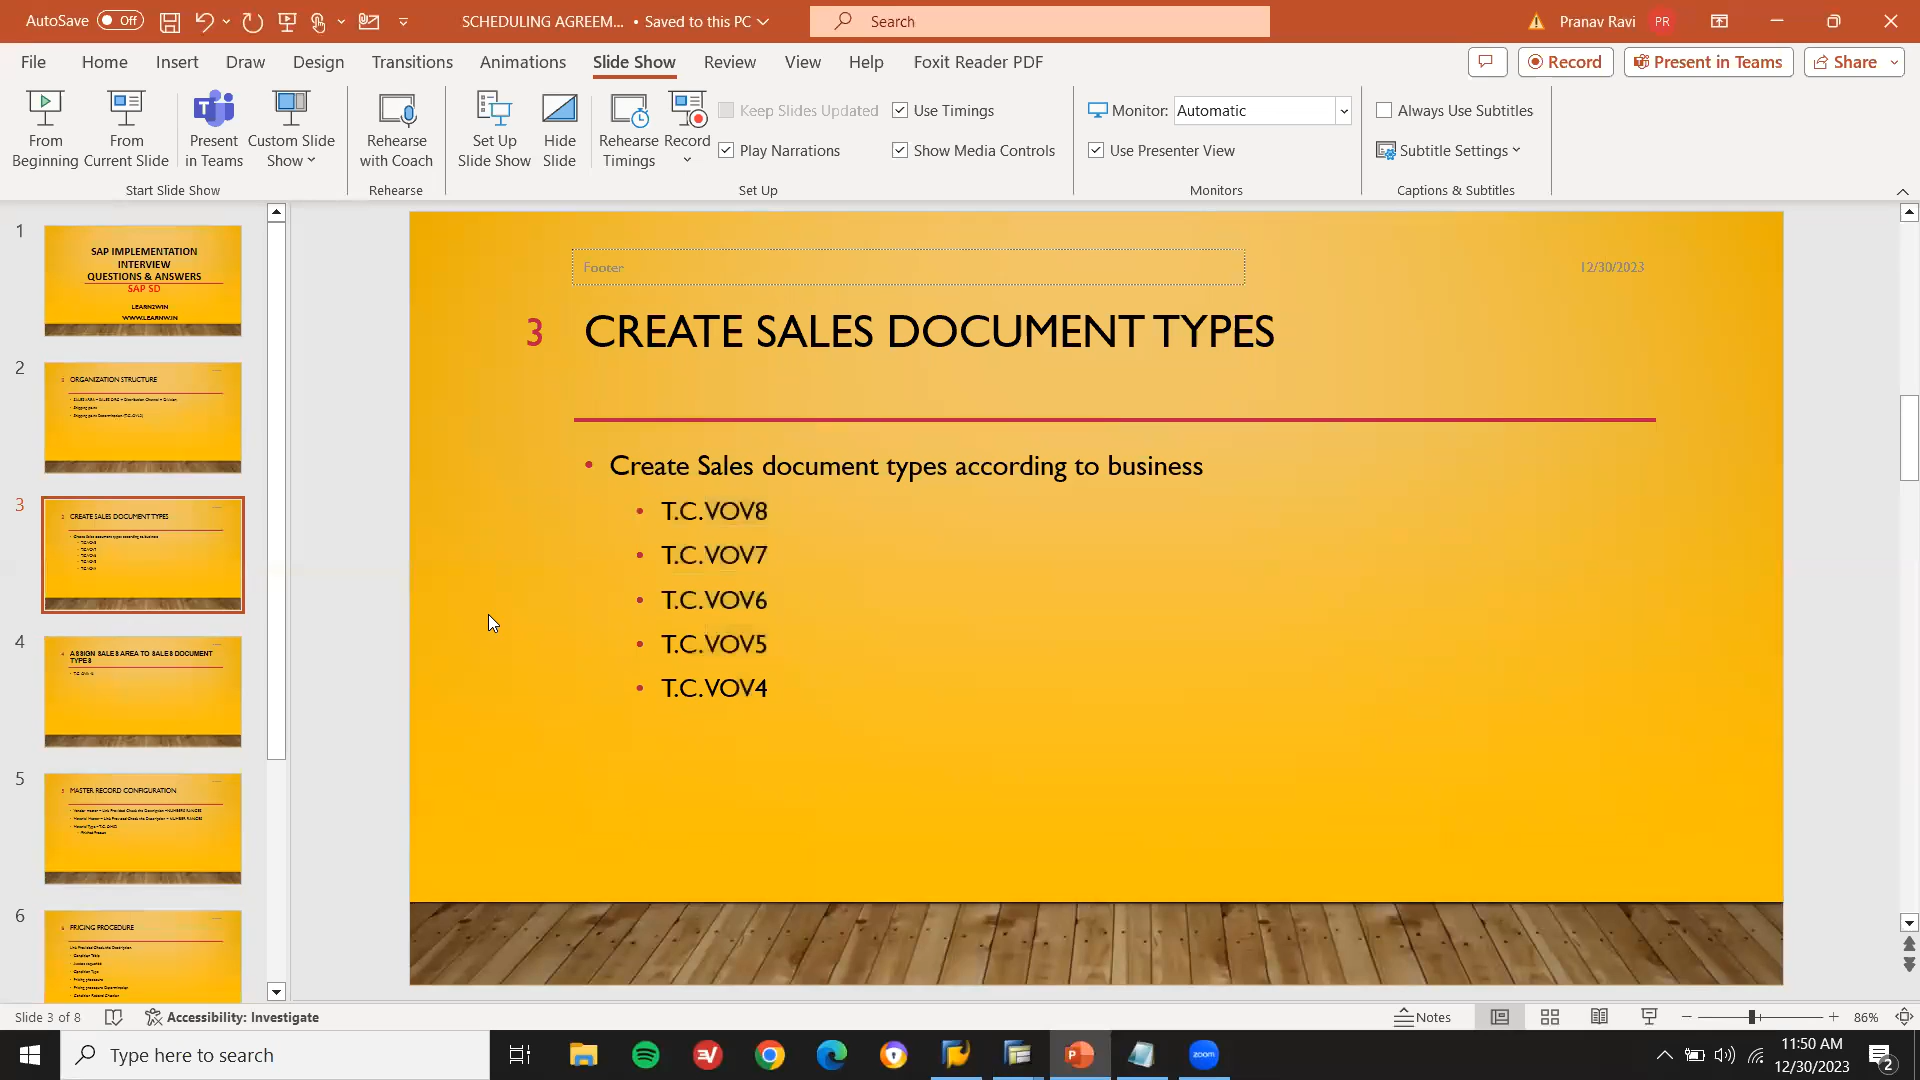 AutoSave Off SCHEDULING AGREEM... • Saved to this PC Search Pranav Ravi PR
File Home Insert Draw Design Transitions Animations Slide Show Review View Help Foxit Reader PDF Record Present in Teams Share
From Beginning
From Current Slide
Present in Teams
Custom Slide Show
Start Slide Show
Rehearse with Coach
Rehearse
Set Up Slide Show
Hide Slide
Rehearse Timings
Record
Keep Slides Updated
Play Narrations
Use Timings
Show Media Controls
Set Up
Monitor: Automatic
Use Presenter View
Monitors
Always Use Subtitles
Subtitle Settings
Captions & Subtitles
1
SAP IMPLEMENTATION
INTERVIEW
QUESTIONS & ANSWERS
SAP SD
LEARN2WIN
2
ORGANIZATION STRUCTURE
3
CREATE SALES DOCUMENT TYPES
4
ASSIGN SALES AREA TO SALES DOCUMENT
TYPES
5
MASTER RECORD CONFIGURATION
6
PRICING PROCEDURE
Condition Table
Condition Type
Footer 12/30/2023
3 CREATE SALES DOCUMENT TYPES
• Create Sales document types according to business
• T.C.VOV8
• T.C.VOV7
• T.C.VOV6
• T.C.VOV5
• T.C.VOV4
Slide 3 of 8 Accessibility: Investigate Notes 86%
Type here to search
zoom
11:50 AM
12/30/2023
2